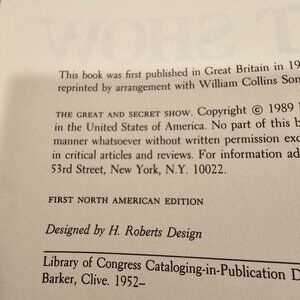 T SHOW
This book was first published in Great Britain in 19
reprinted by arrangement with William Collins Son
THE GREAT AND SECRET SHOW. Copyright © 1989
in the United States of America. No part of this b
manner whatsoever without written permission exc
in critical articles and reviews. For information ad
53rd Street, New York, N.Y. 10022.
FIRST NORTH AMERICAN EDITION
Designed by H. Roberts Design
Library of Congress Cataloging-in-Publication D
Barker, Clive. 1952–